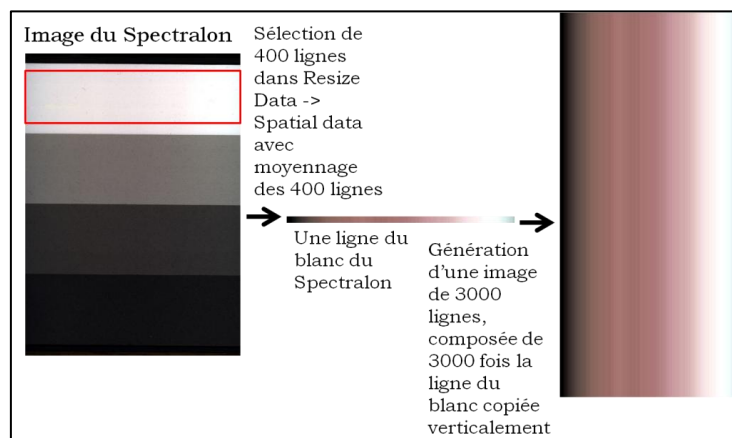 Image du Spectralon
Sélection de
400 lignes
dans Resize
Data ->
Spatial data
avec
moyennage
des 400 lignes
Une ligne du
blanc du
Spectralon
Génération
d'une image
de 3000
lignes,
composée de
3000 fois la
ligne du
blanc copiée
verticalement